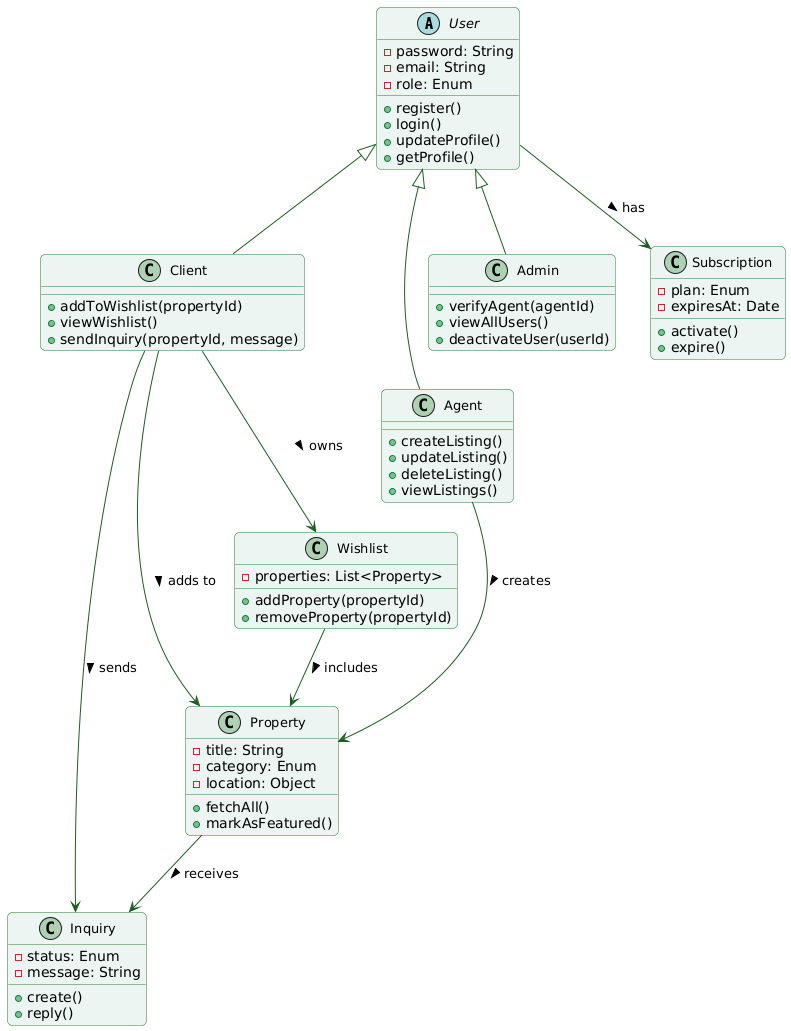 A User
password: String
email: String
role: Enum
register()
login()
updateProfile()
getProfile()
has
C Client
addToWishlist(propertyId)
viewWishlist()
sendInquiry(propertyId, message)
C Admin
verifyAgent(agentId)
viewAllUsers()
deactivateUser(userId)
C Subscription
plan: Enum
expiresAt: Date
activate()
expire()
C Agent
createListing()
updateListing()
deleteListing()
viewListings()
owns
C Wishlist
properties: List<Property>
addProperty(propertyId)
removeProperty(propertyId)
adds to
creates
sends
includes
C Property
title: String
category: Enum
location: Object
fetchAll()
markAsFeatured()
receives
C Inquiry
status: Enum
message: String
create()
reply()